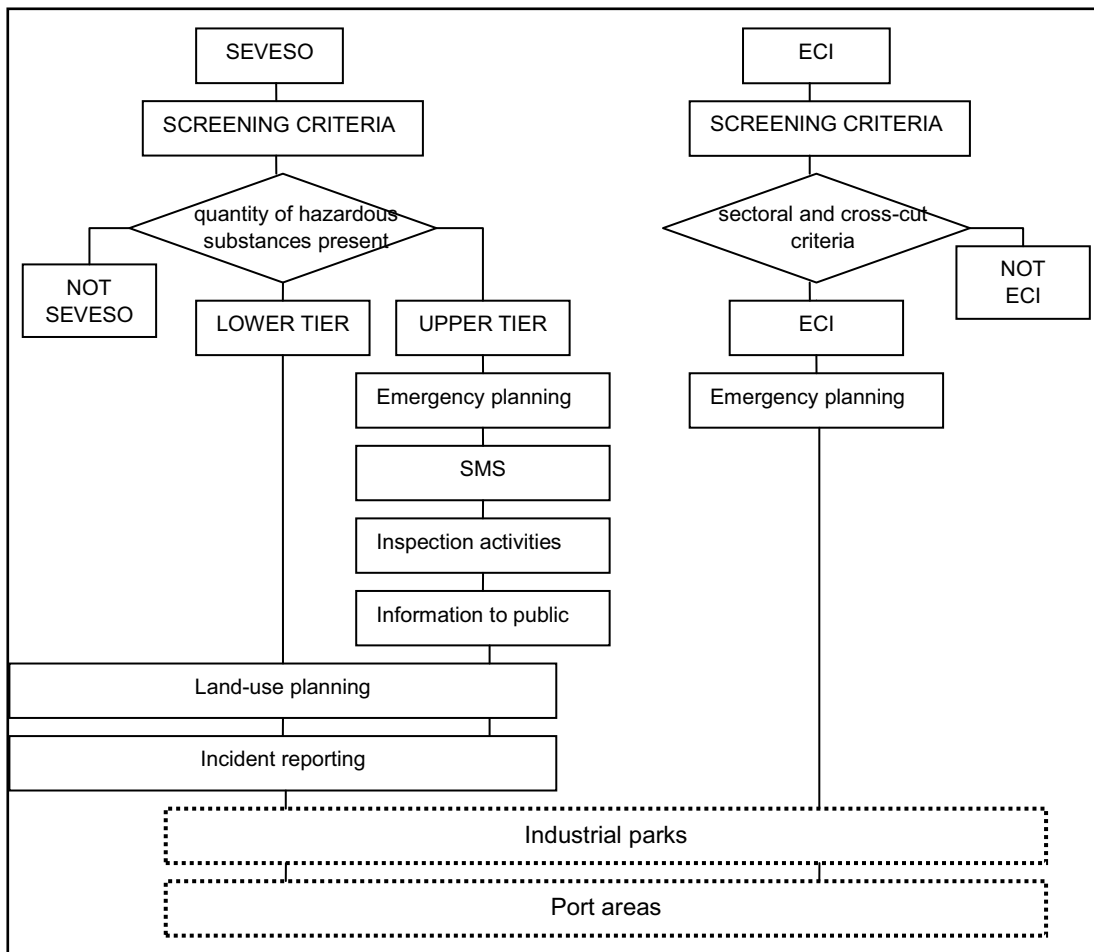 SEVESO
ECI
SCREENING CRITERIA
SCREENING CRITERIA
quantity of hazardous
substances present
sectoral and cross-cut
criteria
NOT
SEVESO
NOT
ECI
LOWER TIER
UPPER TIER
ECI
Emergency planning
Emergency planning
SMS
Inspection activities
Information to public
Land-use planning
Incident reporting
Industrial parks
Port areas